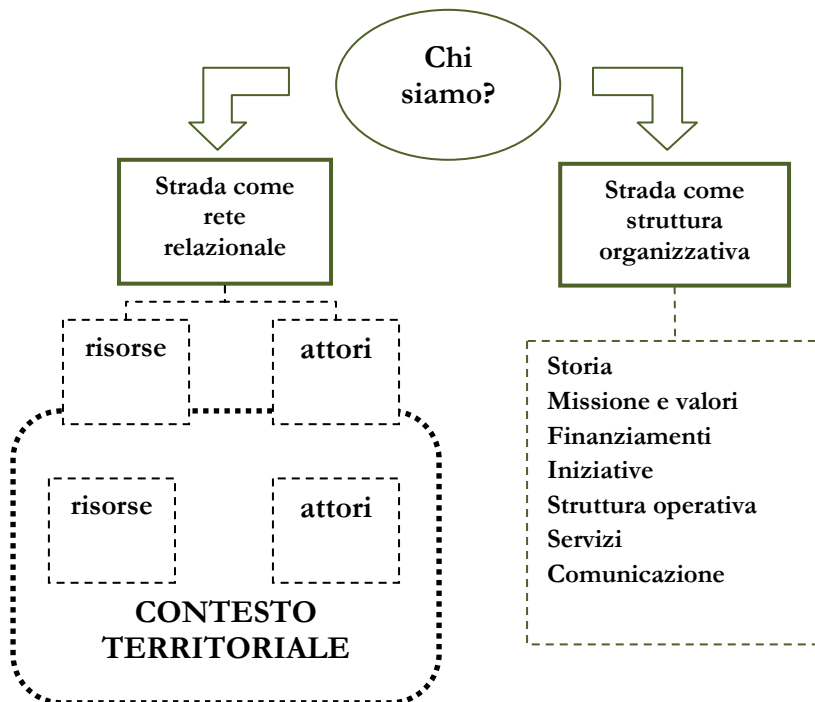 Chi
siamo?
Strada come
rete
relazionale
Strada come
struttura
organizzativa
risorse
attori
Storia
Missione e valori
Finanziamenti
Iniziative
Struttura operativa
Servizi
Comunicazione
risorse
attori
CONTESTO
TERRITORIALE